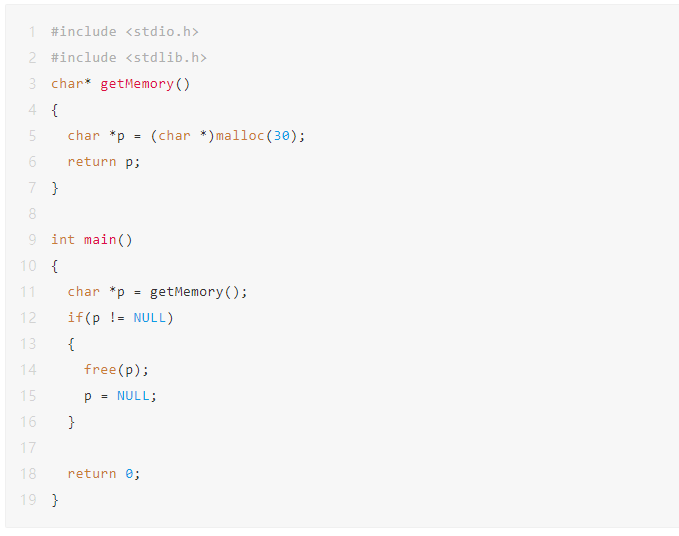 1 #include <stdio.h>
2 #include <stdlib.h>
3 char* getMemory()
4 {
5   char *p = (char *)malloc(30);
6   return p;
7 }
8
9 int main()
10 {
11   char *p = getMemory();
12   if(p != NULL)
13   {
14     free(p);
15     p = NULL;
16   }
17
18   return 0;
19 }